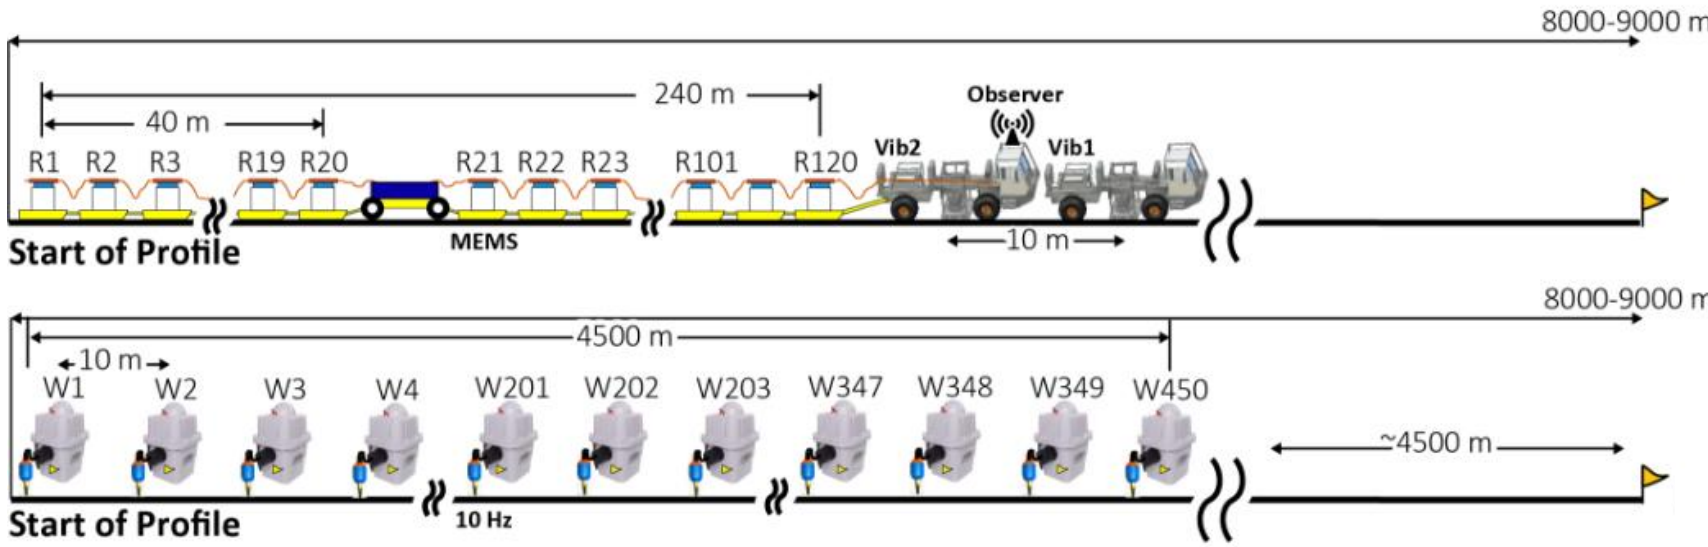 8000-9000 m
240 m
Observer
40 m
Vib2 Vib1
R1 R2 R3 R19 R20 R21 R22 R23 R101 R120
MEMS
10 m
Start of Profile
8000-9000 m
4500 m
10 m
W1 W2 W3 W4 W201 W202 W203 W347 W348 W349 W450
~4500 m
10 Hz
Start of Profile